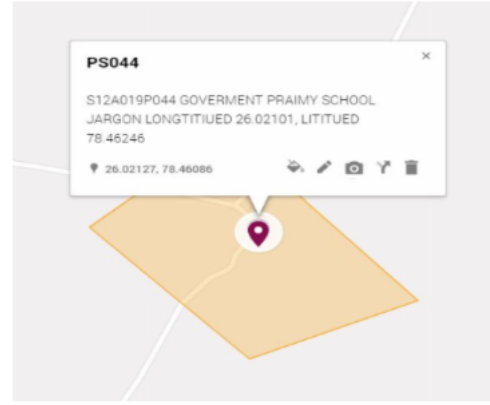 PS044
S12A019P044 GOVERMENT PRAIMY SCHOOL
JARGON LONGTITIUED 26.02101, LITITUED
78.46246
26.02127, 78.46086